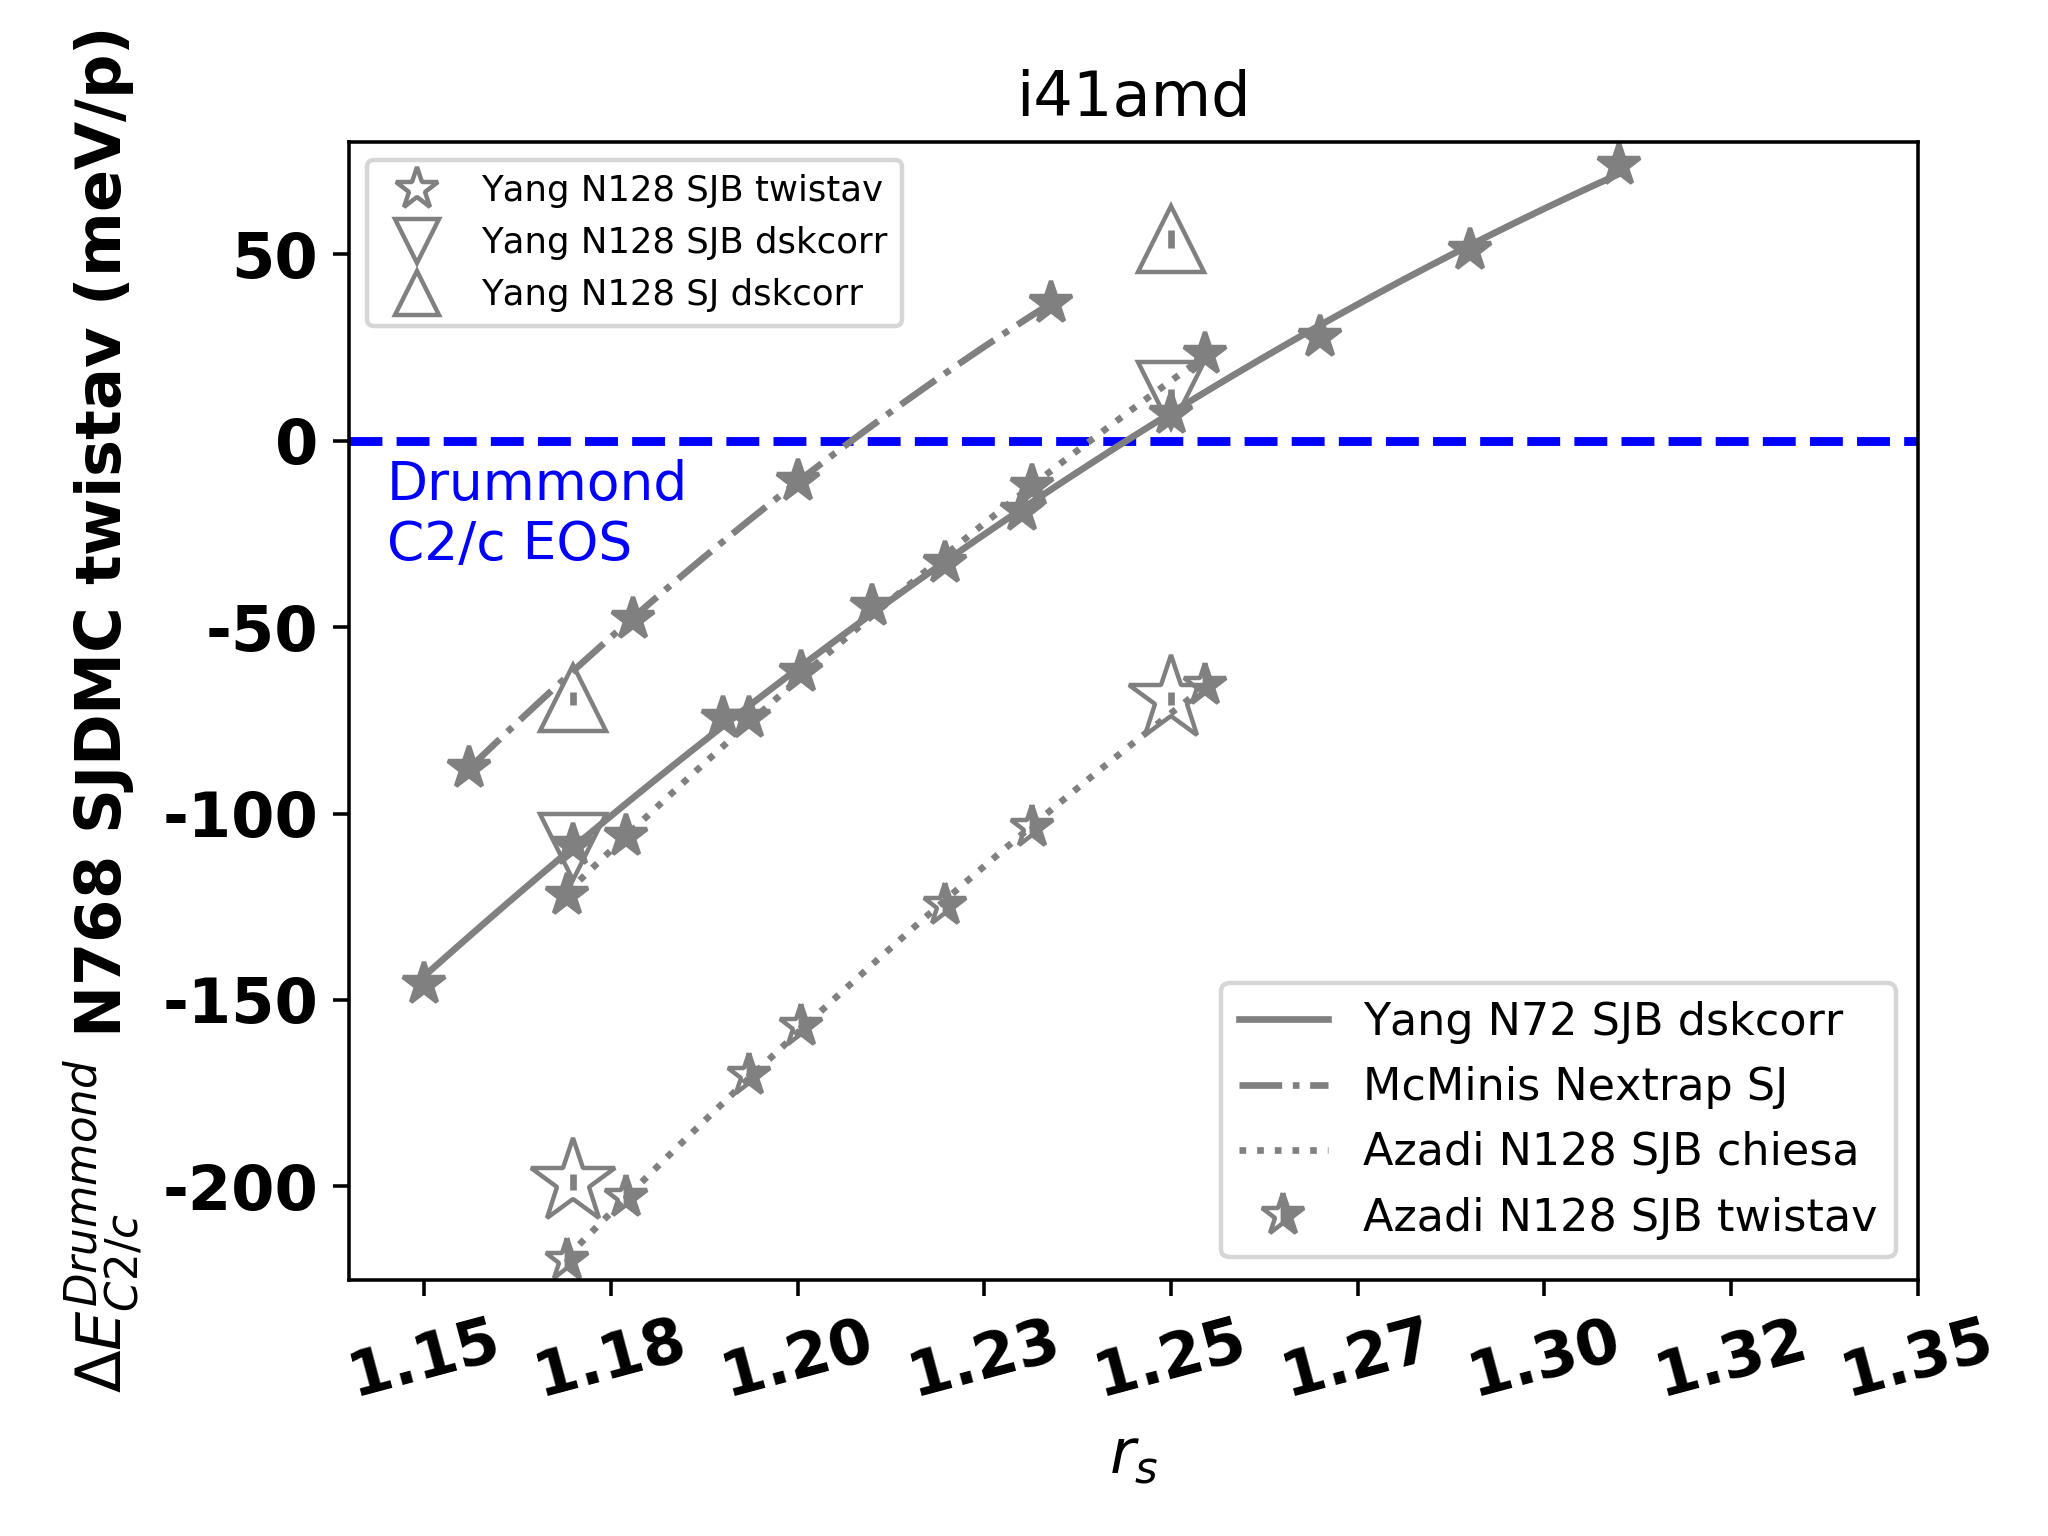 i41amd
Yang N128 SJB twistav
Yang N128 SJB dskcorr
Yang N128 SJ dskcorr
ΔE^{Drummond}_{C2/c} N768 SJDMC twistav (meV/p)
50
0
-50
-100
-150
-200
Drummond
C2/c EOS
Yang N72 SJB dskcorr
McMinis Nextrap SJ
Azadi N128 SJB chiesa
Azadi N128 SJB twistav
1.15 1.18 1.20 1.23 1.25 1.27 1.30 1.32 1.35
r_s